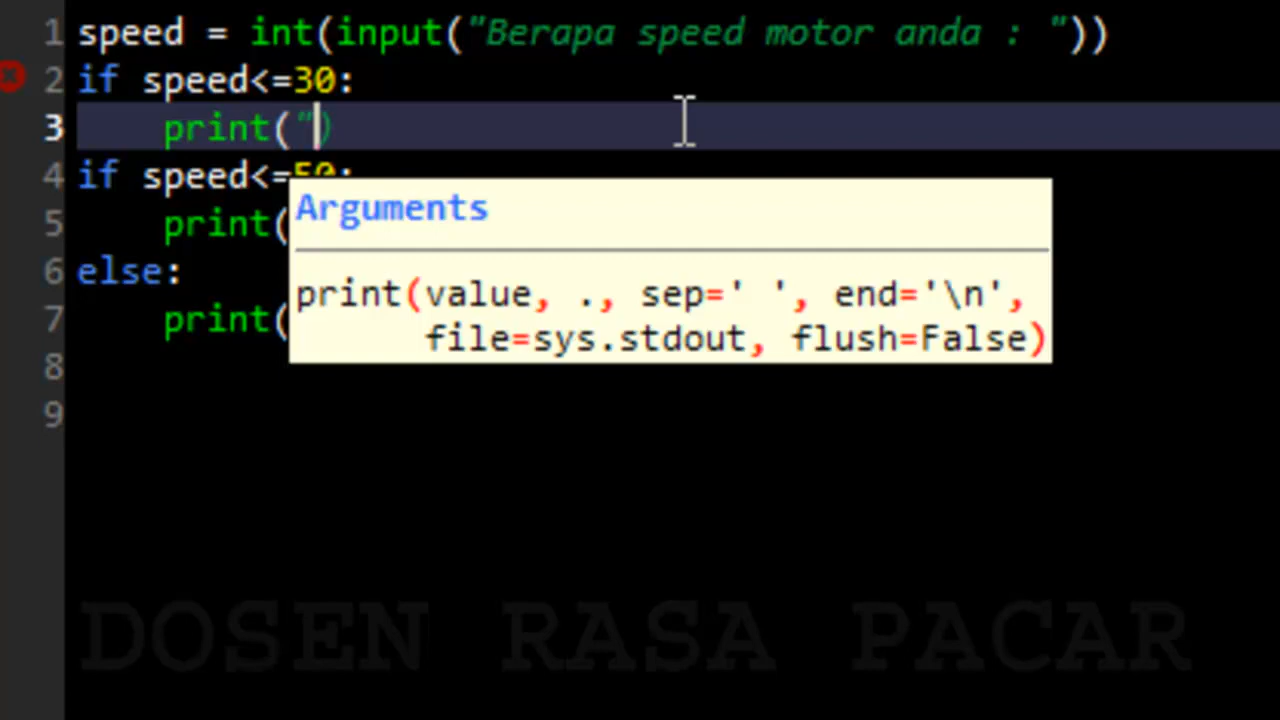 1 speed = int(input("Berapa speed motor anda : "))
2 if speed<=30:
3 print(")
4 if speed<=50:
5 print(
6 else:
7 print(
8
9
Arguments
print(value, ., sep=' ', end='\n',
file=sys.stdout, flush=False)
DOSEN RASA PACAR